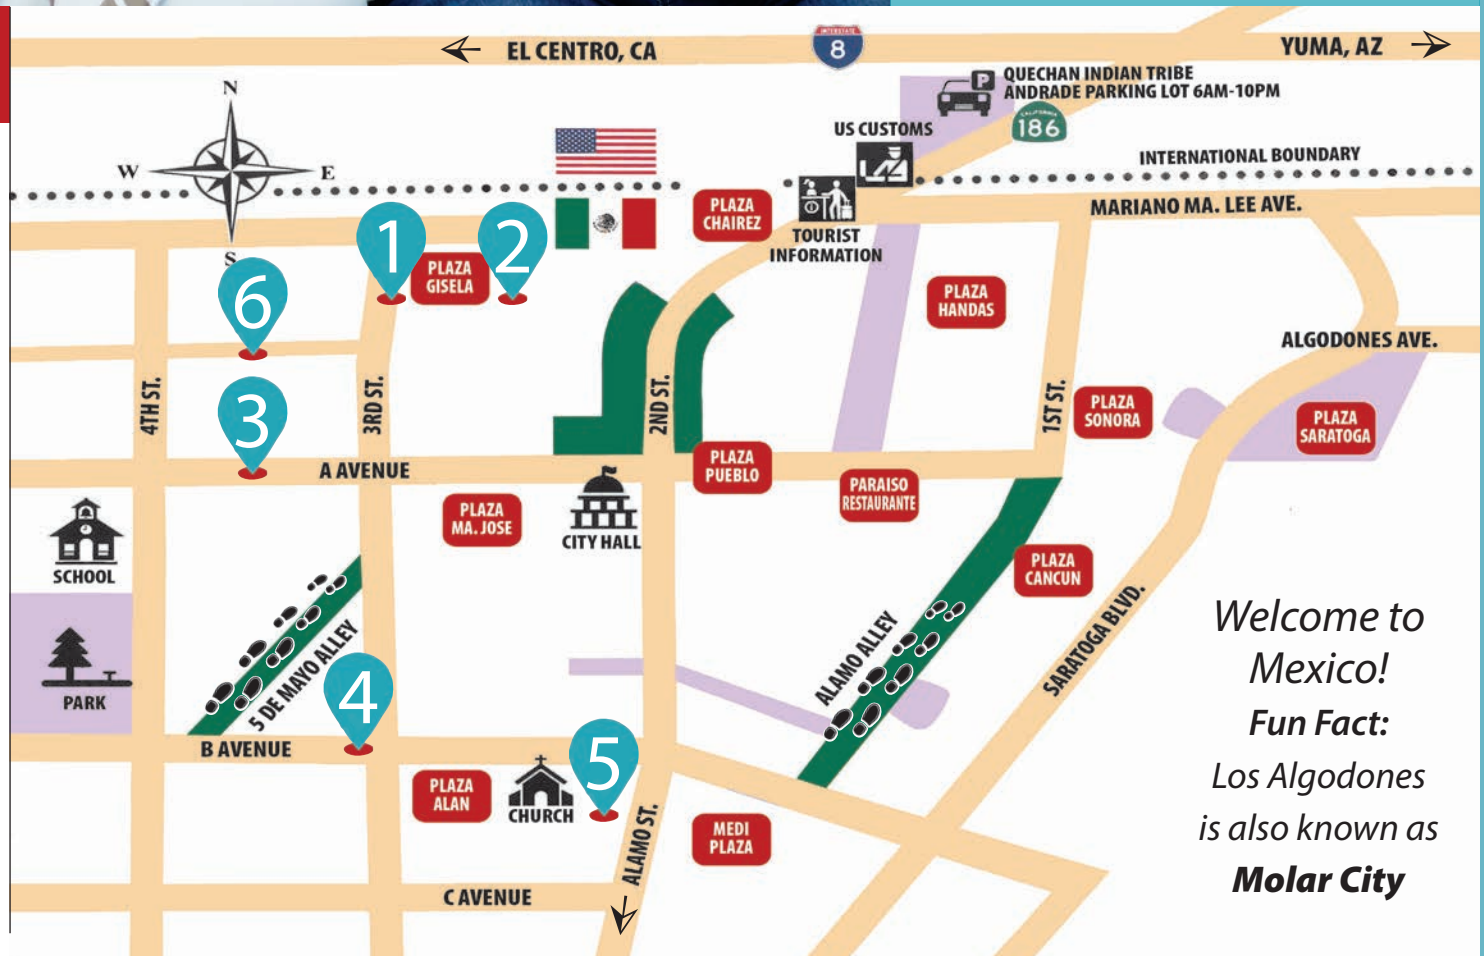 EL CENTRO, CA
INTERSTATE
8
YUMA, AZ
P
QUECHAN INDIAN TRIBE
ANDRADE PARKING LOT 6AM-10PM
CALIFORNIA
186
US CUSTOMS
INTERNATIONAL BOUNDARY
N
W
E
S
PLAZA
CHAIREZ
MARIANO MA. LEE AVE.
TOURIST
INFORMATION
1
2
PLAZA
GISELA
6
PLAZA
HANDAS
ALGODONES AVE.
4TH ST.
3RD ST.
2ND ST.
1ST ST.
3
PLAZA
SONORA
PLAZA
SARATOGA
A AVENUE
PLAZA
PUEBLO
PARAISO
RESTAURANTE
PLAZA
MA. JOSE
CITY HALL
SCHOOL
PLAZA
CANCUN
5 DE MAYO ALLEY
ALAMO ALLEY
SARATOGA BLVD.
PARK
4
B AVENUE
5
PLAZA
ALAN
CHURCH
ALAMO ST.
MEDI
PLAZA
C AVENUE
Welcome to
Mexico!
Fun Fact:
Los Algodones
is also known as
Molar City